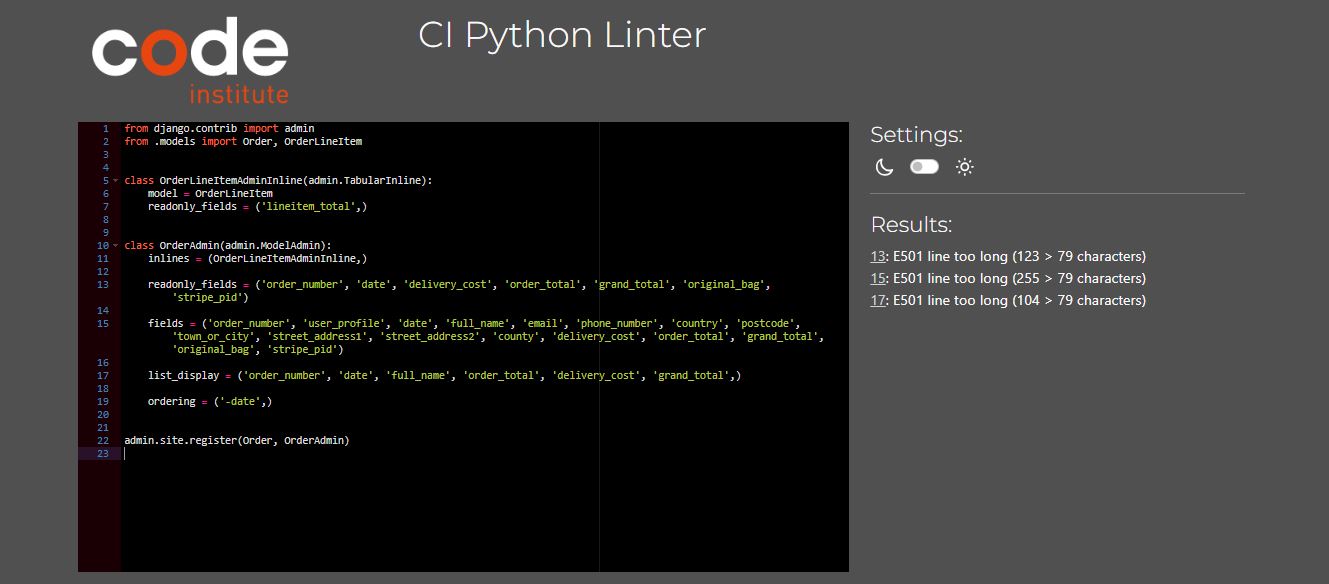 code
institute
CI Python Linter
1 from django.contrib import admin
2 from .models import Order, OrderLineItem
3
4
5 class OrderLineItemAdminInline(admin.TabularInline):
6     model = OrderLineItem
7     readonly_fields = ('lineitem_total',)
8
9
10 class OrderAdmin(admin.ModelAdmin):
11     inlines = (OrderLineItemAdminInline,)
12
13     readonly_fields = ('order_number', 'date', 'delivery_cost', 'order_total', 'grand_total', 'original_bag',
'stripe_pid')
14
15     fields = ('order_number', 'user_profile', 'date', 'full_name', 'email', 'phone_number', 'country', 'postcode',
'town_or_city', 'street_address1', 'street_address2', 'county', 'delivery_cost', 'order_total', 'grand_total',
'original_bag', 'stripe_pid')
16
17     list_display = ('order_number', 'date', 'full_name', 'order_total', 'delivery_cost', 'grand_total',)
18
19     ordering = ('-date',)
20
21
22 admin.site.register(Order, OrderAdmin)
23
Settings:
Results:
13: E501 line too long (123 > 79 characters)
15: E501 line too long (255 > 79 characters)
17: E501 line too long (104 > 79 characters)